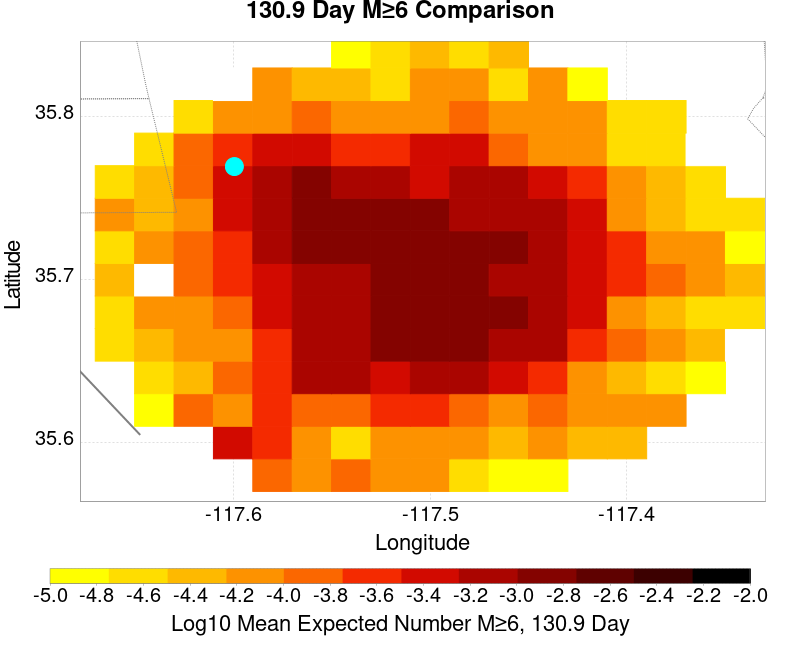 130.9 Day M≥6 Comparison
35.8
35.7
35.6
Latitude
-117.6 -117.5 -117.4
Longitude
-5.0 -4.8 -4.6 -4.4 -4.2 -4.0 -3.8 -3.6 -3.4 -3.2 -3.0 -2.8 -2.6 -2.4 -2.2 -2.0
Log10 Mean Expected Number M≥6, 130.9 Day